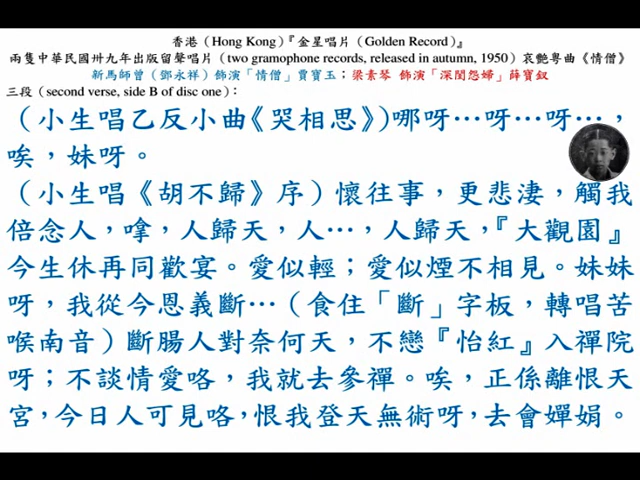 香港（Hong Kong）『金星唱片（Golden Record）』
兩隻中華民國卅九年出版留聲唱片（two gramophone records, released in autumn, 1950）哀艷粵曲《情僧》
新馬師曾（鄧永祥）飾演「情僧」賈寶玉；梁素琴 飾演「深閨怨婦」薛寶釵
三段（second verse, side B of disc one）：
（小生唱乙反小曲《哭相思》）哪呀…呀…呀…，
唉，妹呀。
（小生唱《胡不歸》序）懷往事，更悲淒，觸我
倍念人，嗱，人歸天，人…，人歸天，『大觀園』
今生休再同歡宴。愛似輕；愛似煙不相見。妹妹
呀，我從今恩義斷…（食住「斷」字板，轉唱苦
喉南音）斷腸人對奈何天，不戀『怡紅』入禪院
呀；不談情愛咯，我就去參禪。唉，正係離恨天
宮，今日人可見咯，恨我登天無術呀，去會嬋娟。